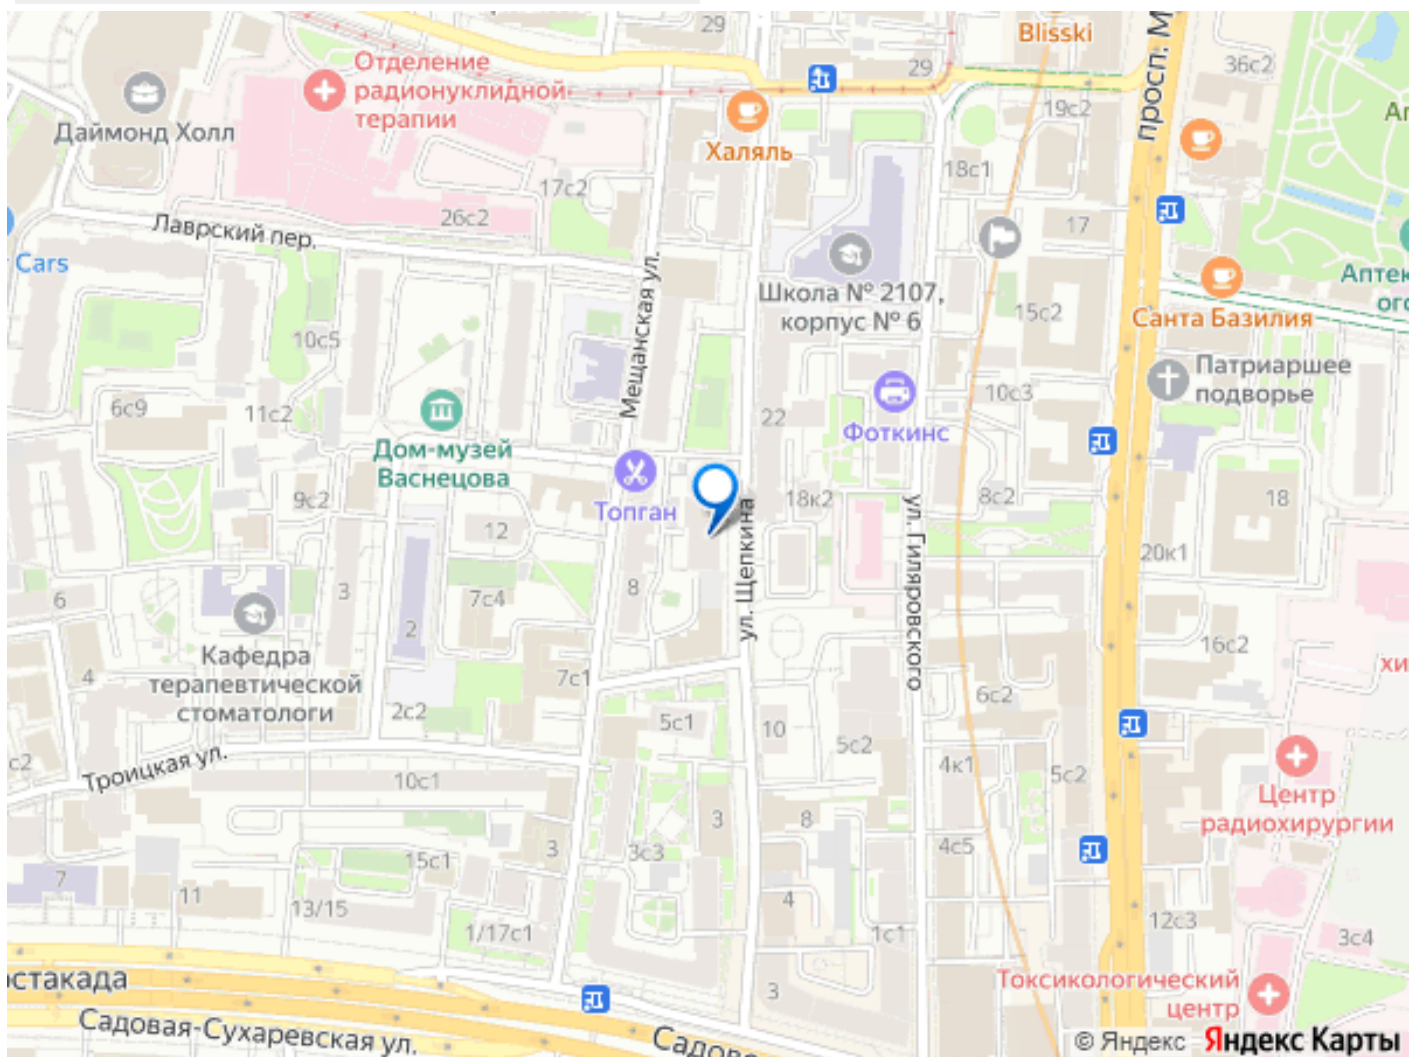 29
Blisski
просп. М
36с2
Отделение
радионуклидной
терапии
29
Даймонд Холл
19с2
Халяль
18с1
17с2
26с2
17
Лаврский пер.
Cars
Мещанская ул.
Школа № 2107,
корпус № 6
15с2
Аптек
ого
Санта Базилия
10с5
Патриаршее
подворье
10с3
6с9
11с2
22
Дом-музей
Васнецова
Фоткинс
9с2
Топган
18к2
8с2
18
12
ул. Щепкина
ул. Гиляровского
20к1
3
8
7с4
6
2
16с2
Кафедра
терапевтической
стоматологи
4
7с1
хи
6с2
2с2
5с1
10
5с2
с2
Троицкая ул.
10с1
4к1
5с2
Центр
радиохирургии
3
8
15с1
3
3с3
4с5
7
11
13/15
4
1/17с1
1с1
12с3
3с4
остакада
Токсикологический
центр
3
Садовая-Сухаревская ул.
Садово
© Яндекс Яндекс Карты